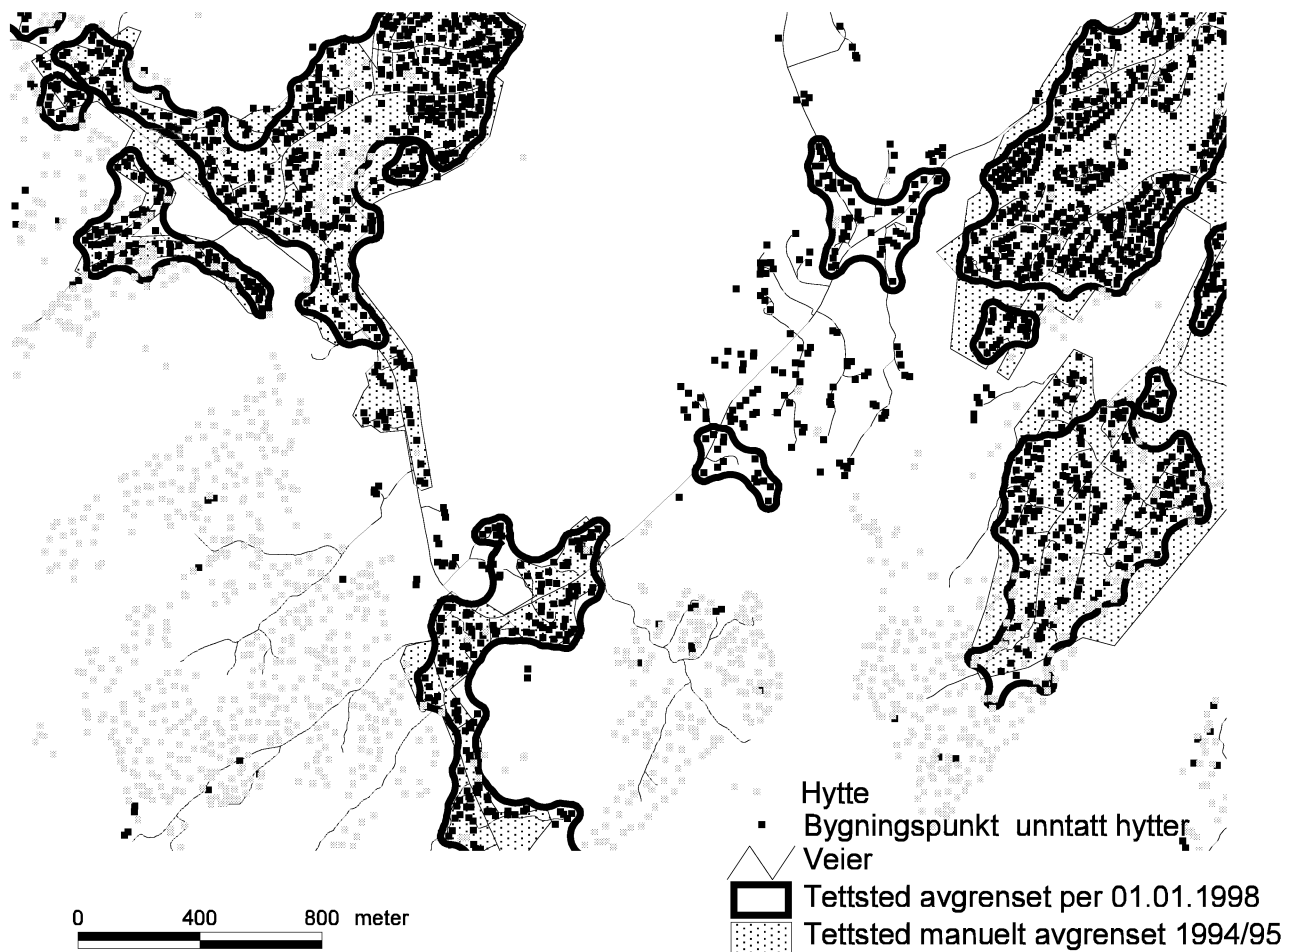 Hytte
Bygningspunkt unntatt hytter
Veier
Tettsted avgrenset per 01.01.1998
Tettsted manuelt avgrenset 1994/95
0 400 800 meter